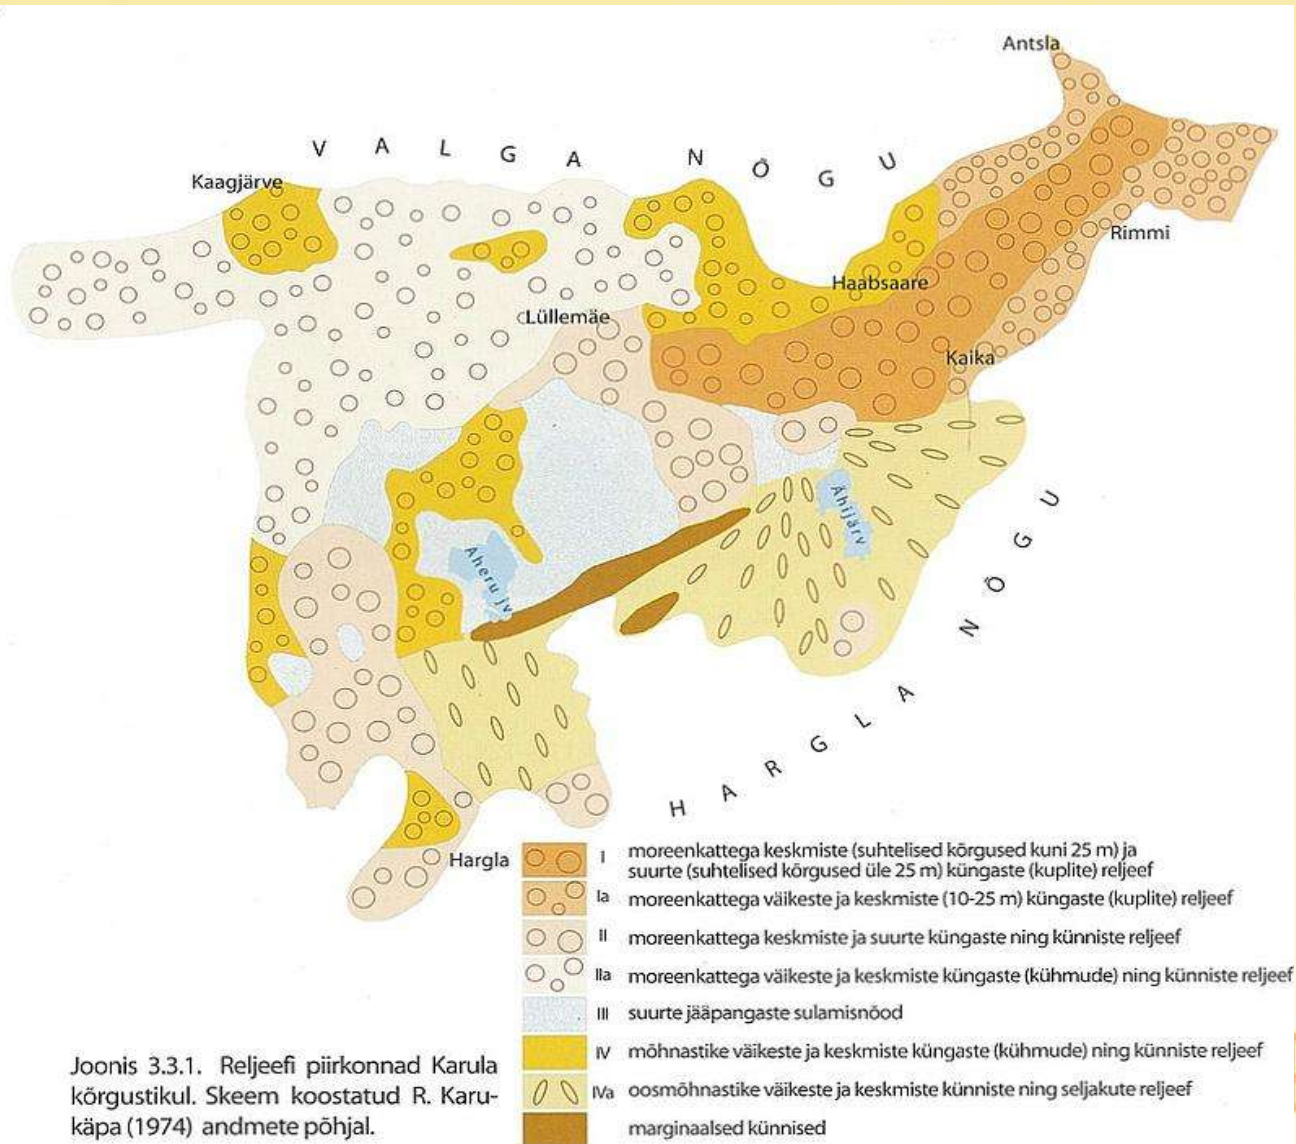 Antsla
VALGA NÕGU
Kaagjärve
Rimmi
Haabsaare
Lüllemäe
Kaika
Ähijärv
Aheru jv
HARGLA NÕGU
Hargla
I moreenkattega keskmiste (suhtelised kõrgused kuni 25 m) ja
suurte (suhtelised kõrgused üle 25 m) küngaste (kuplite) reljeef
Ia moreenkattega väikeste ja keskmiste (10-25 m) küngaste (kuplite) reljeef
II moreenkattega keskmiste ja suurte küngaste ning künniste reljeef
IIa moreenkattega väikeste ja keskmiste küngaste (kühmude) ning künniste reljeef
III suurte jääpangaste sulamisnõod
IV mõhnastike väikeste ja keskmiste küngaste (kühmude) ning künniste reljeef
IVa oosmõhnastike väikeste ja keskmiste künniste ning seljakute reljeef
marginaalsed künnised
Joonis 3.3.1. Reljeefi piirkonnad Karula
kõrgustikul. Skeem koostatud R. Karu-
käpa (1974) andmete põhjal.